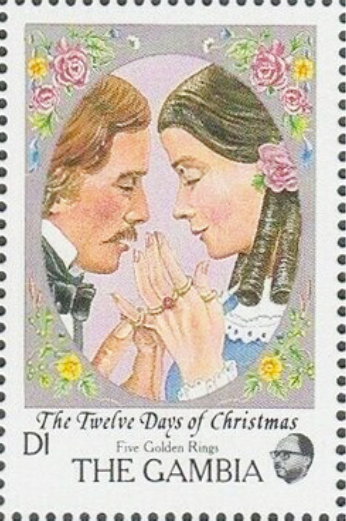 The Twelve Days of Christmas
D1
Five Golden Rings
THE GAMBIA